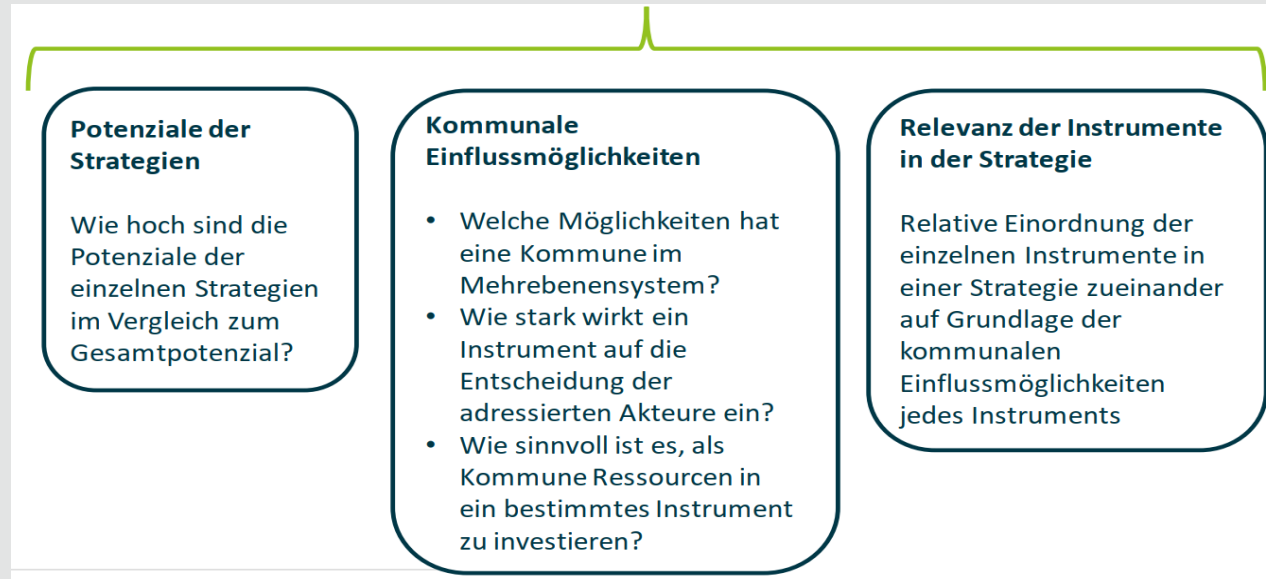 Potenziale der
Strategien
Wie hoch sind die
Potenziale der
einzelnen Strategien
im Vergleich zum
Gesamtpotenzial?
Kommunale
Einflussmöglichkeiten
• Welche Möglichkeiten hat
eine Kommune im
Mehrebenensystem?
• Wie stark wirkt ein
Instrument auf die
Entscheidung der
adressierten Akteure ein?
• Wie sinnvoll ist es, als
Kommune Ressourcen in
ein bestimmtes Instrument
zu investieren?
Relevanz der Instrumente
in der Strategie
Relative Einordnung der
einzelnen Instrumente in
einer Strategie zueinander
auf Grundlage der
kommunalen
Einflussmöglichkeiten
jedes Instruments